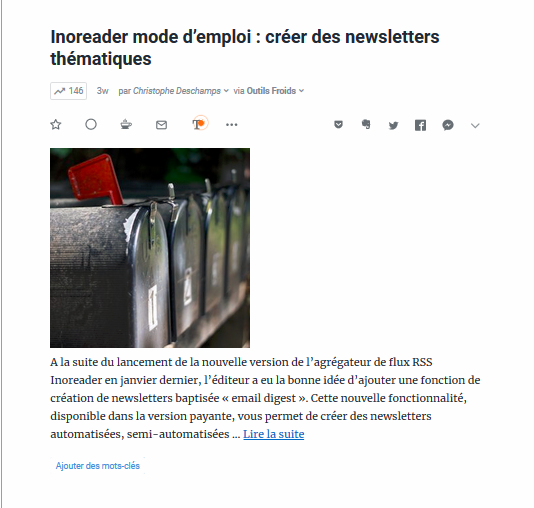 Inoreader mode d’emploi : créer des newsletters
thématiques
146 3w par Christophe Deschamps via Outils Froids
A la suite du lancement de la nouvelle version de l’agrégateur de flux RSS
Inoreader en janvier dernier, l’éditeur a eu la bonne idée d’ajouter une fonction de
création de newsletters baptisée « email digest ». Cette nouvelle fonctionnalité,
disponible dans la version payante, vous permet de créer des newsletters
automatisées, semi-automatisées ... Lire la suite
Ajouter des mots-clés